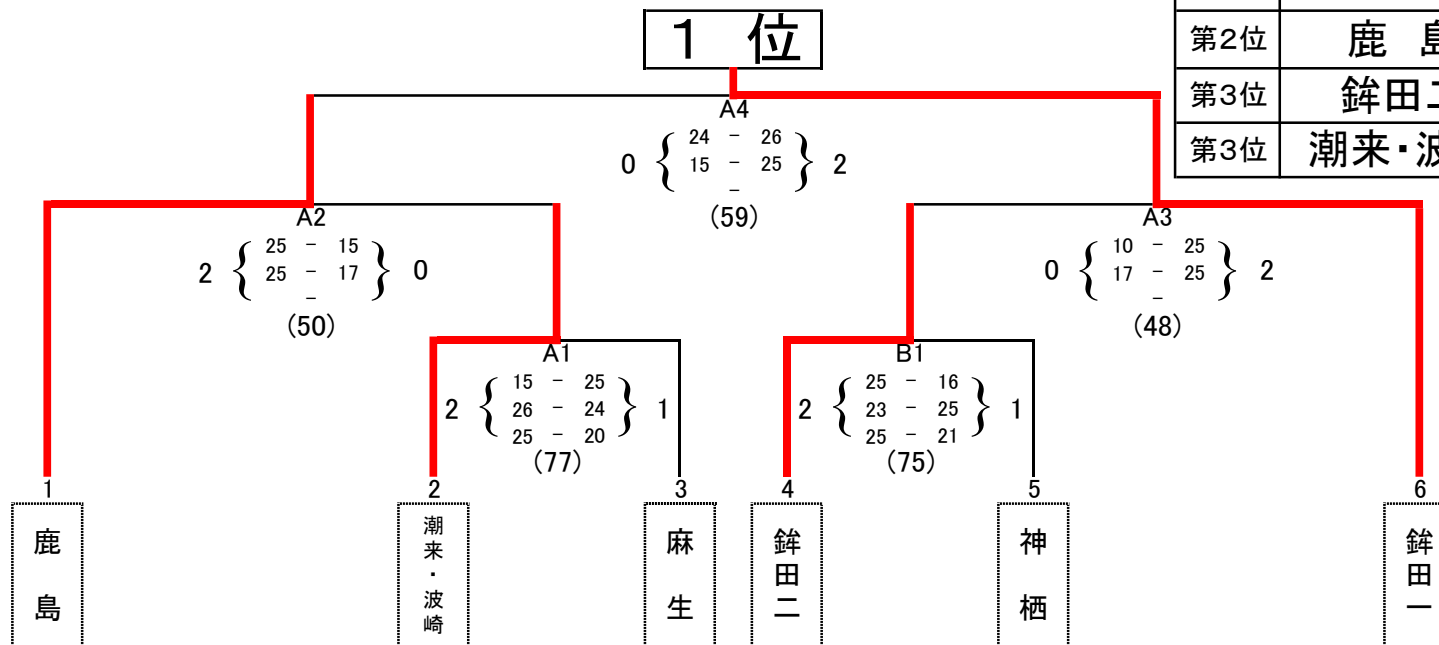 1 位
第2位 鹿 島
第3位 鉾田二
第3位 潮来・波
A4
0 { 24 - 26 } 2
15 - 25
-
(59)
A2
2 { 25 - 15 } 0
25 - 17
-
(50)
A3
0 { 10 - 25 } 2
17 - 25
-
(48)
A1
2 { 15 - 25 } 1
26 - 24
25 - 20
(77)
B1
2 { 25 - 16 } 1
23 - 25
25 - 21
(75)
1
2
3
4
5
6
鹿島
潮来・波崎
麻生
鉾田二
神栖
鉾田一